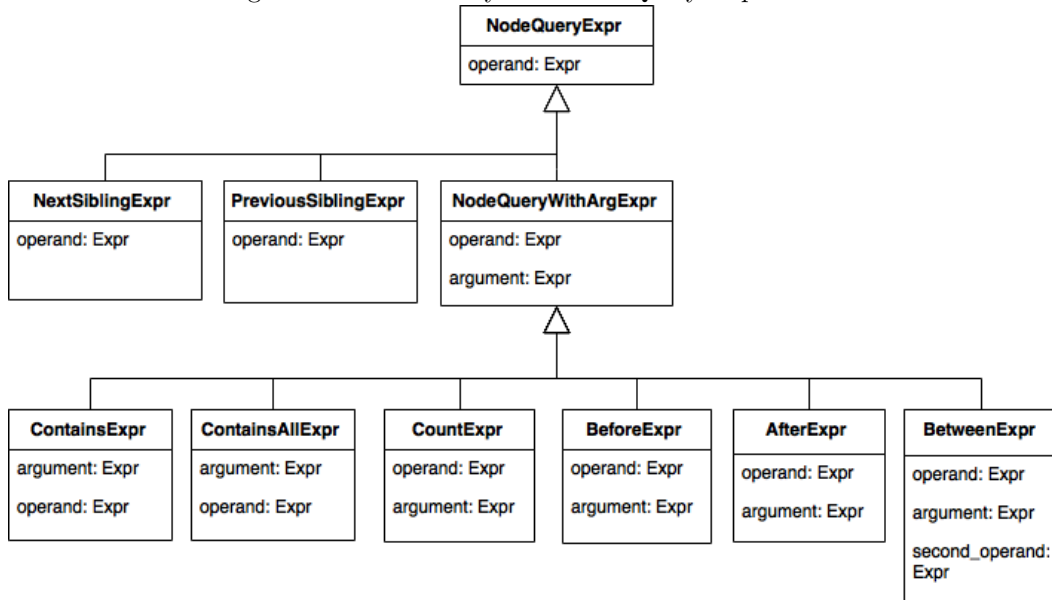 NodeQueryExpr
operand: Expr
NextSiblingExpr
operand: Expr
PreviousSiblingExpr
operand: Expr
NodeQueryWithArgExpr
operand: Expr
argument: Expr
ContainsExpr
argument: Expr
operand: Expr
ContainsAllExpr
argument: Expr
operand: Expr
CountExpr
operand: Expr
argument: Expr
BeforeExpr
operand: Expr
argument: Expr
AfterExpr
operand: Expr
argument: Expr
BetweenExpr
operand: Expr
argument: Expr
second_operand:
Expr